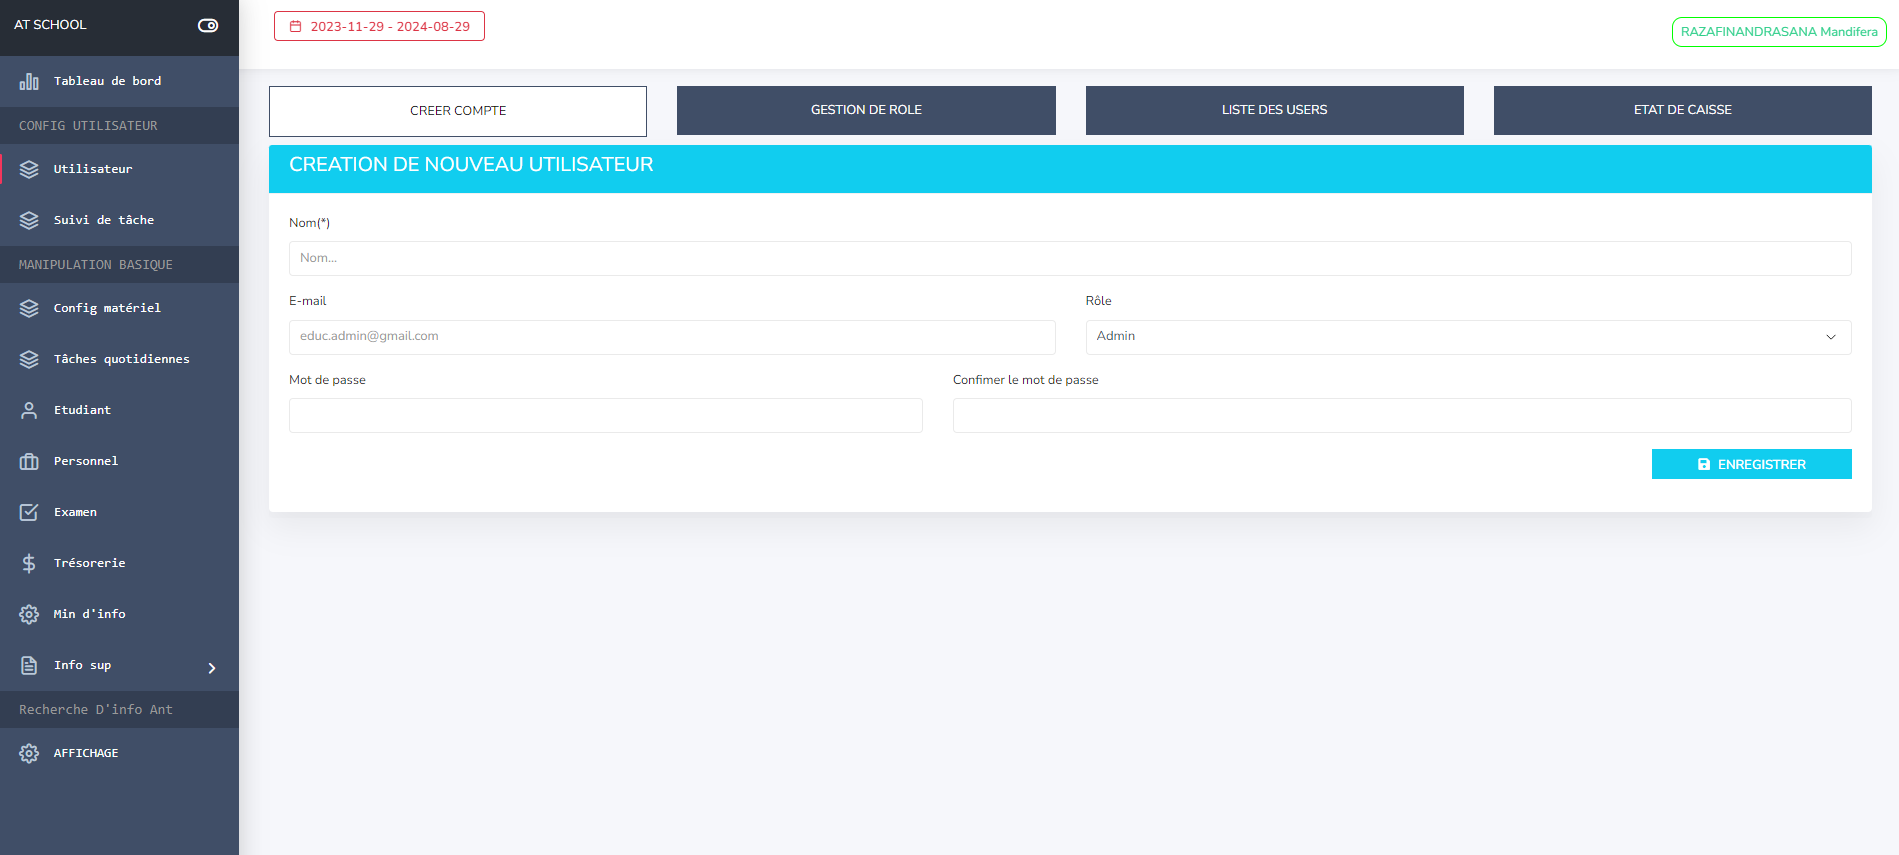 AT SCHOOL
Tableau de bord
CONFIG UTILISATEUR
Utilisateur
Suivi de tâche
MANIPULATION BASIQUE
Config matériel
Tâches quotidiennes
Etudiant
Personnel
Examen
Trésorerie
Min d'info
Info sup
Recherche D'info Ant
AFFICHAGE
2023-11-29 - 2024-08-29
RAZAFINANDRASANA Mandifera
CREER COMPTE
GESTION DE ROLE
LISTE DES USERS
ETAT DE CAISSE
CREATION DE NOUVEAU UTILISATEUR
Nom(*)
Nom...
E-mail
Rôle
educ.admin@gmail.com
Admin
Mot de passe
Confimer le mot de passe
ENREGISTRER